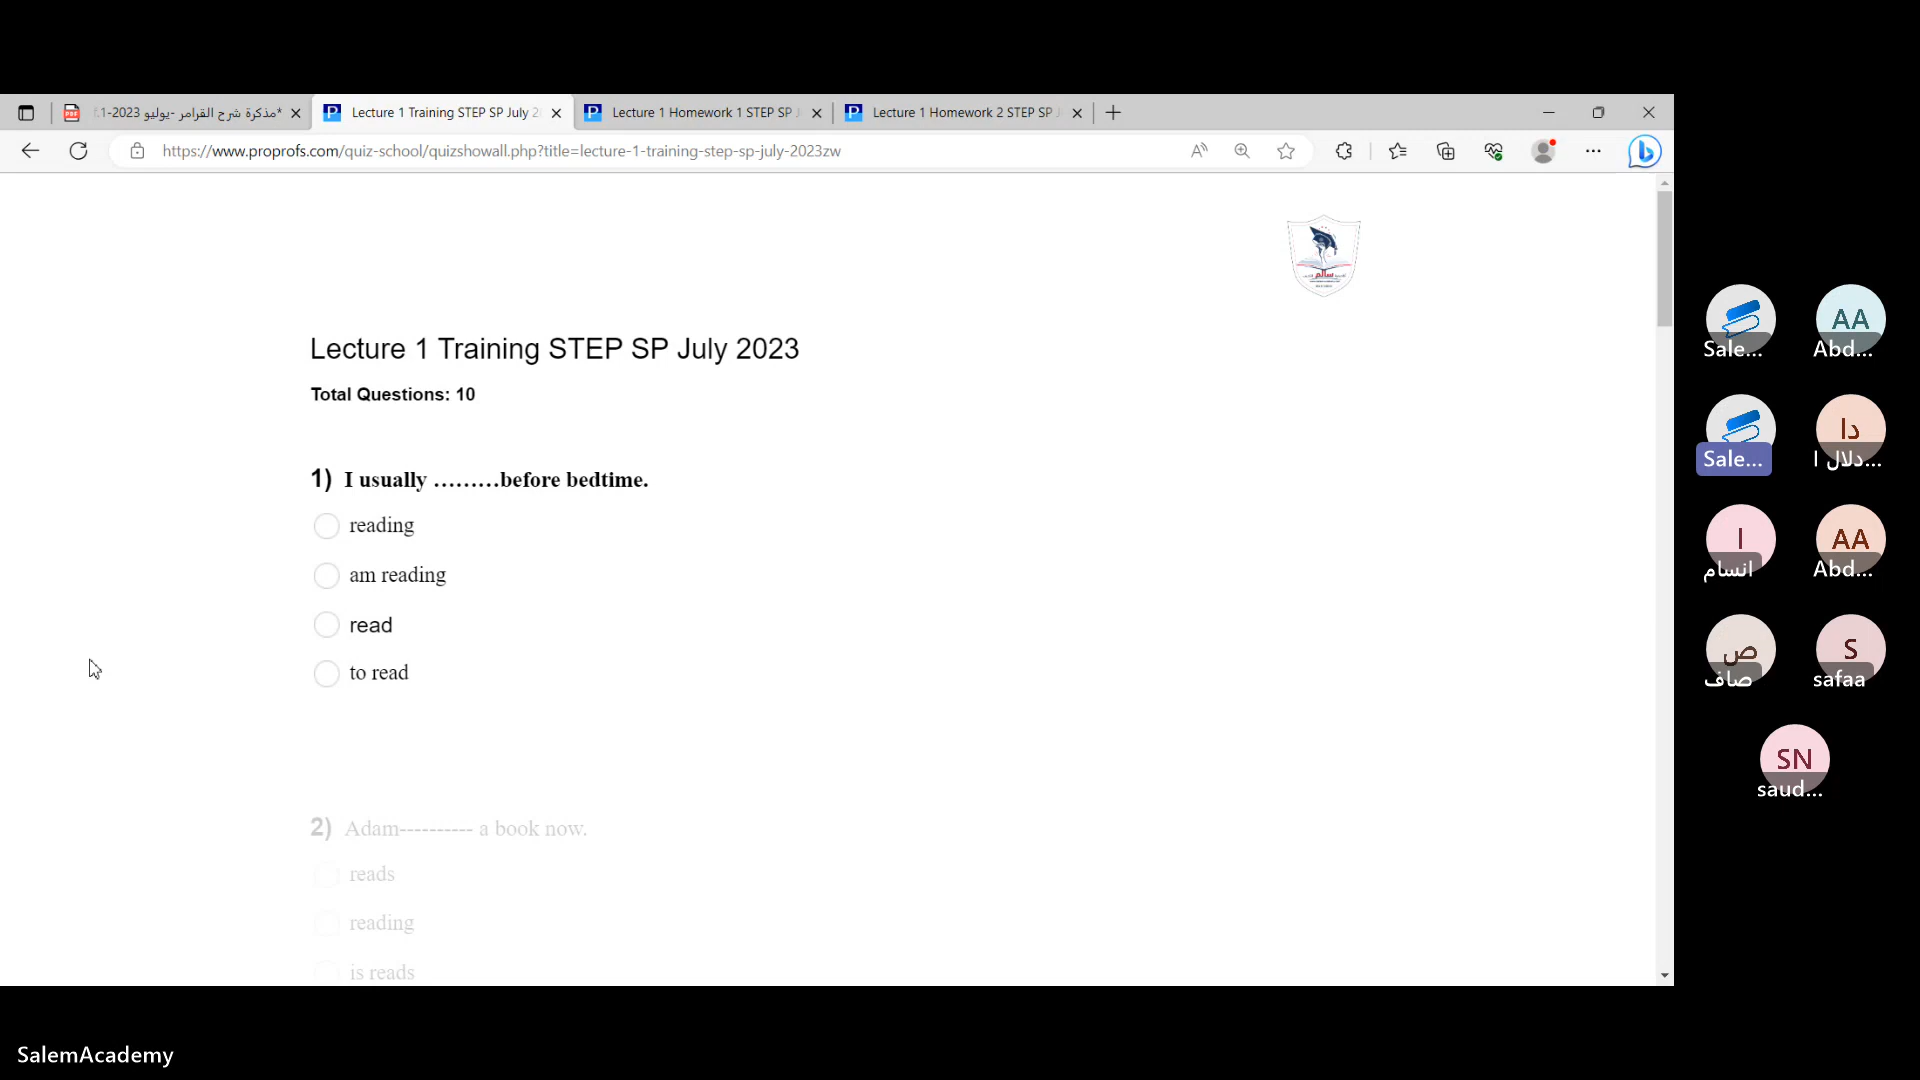 *مذكرة شرح القرامر -يوليو 2023-1.
Lecture 1 Training STEP SP July 2
Lecture 1 Homework 1 STEP SP J
Lecture 1 Homework 2 STEP SP J
https://www.proprofs.com/quiz-school/quizshowall.php?title=lecture-1-training-step-sp-july-2023zw
سالم
Lecture 1 Training STEP SP July 2023
Total Questions: 10
1) I usually ………before bedtime.
reading
am reading
read
to read
2) Adam---------- a book now.
reads
reading
is reads
Sale...
AA
Abd...
Sale...
دا
دلال ا...
ا
انسام
AA
Abd...
ص
صاف
S
safaa
SN
saud...
SalemAcademy